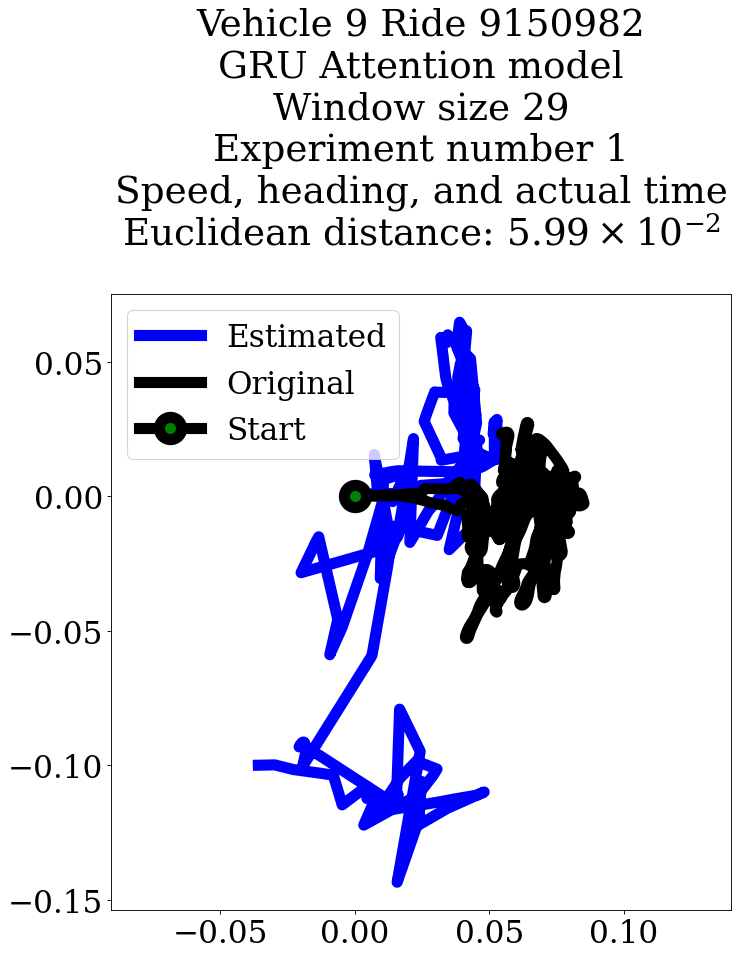 Vehicle 9 Ride 9150982
GRU Attention model
Window size 29
Experiment number 1
Speed, heading, and actual time
Euclidean distance: 5.99 × 10⁻²
Estimated
Original
Start
0.05
0.00
−0.05
−0.10
−0.15
−0.05 0.00 0.05 0.10